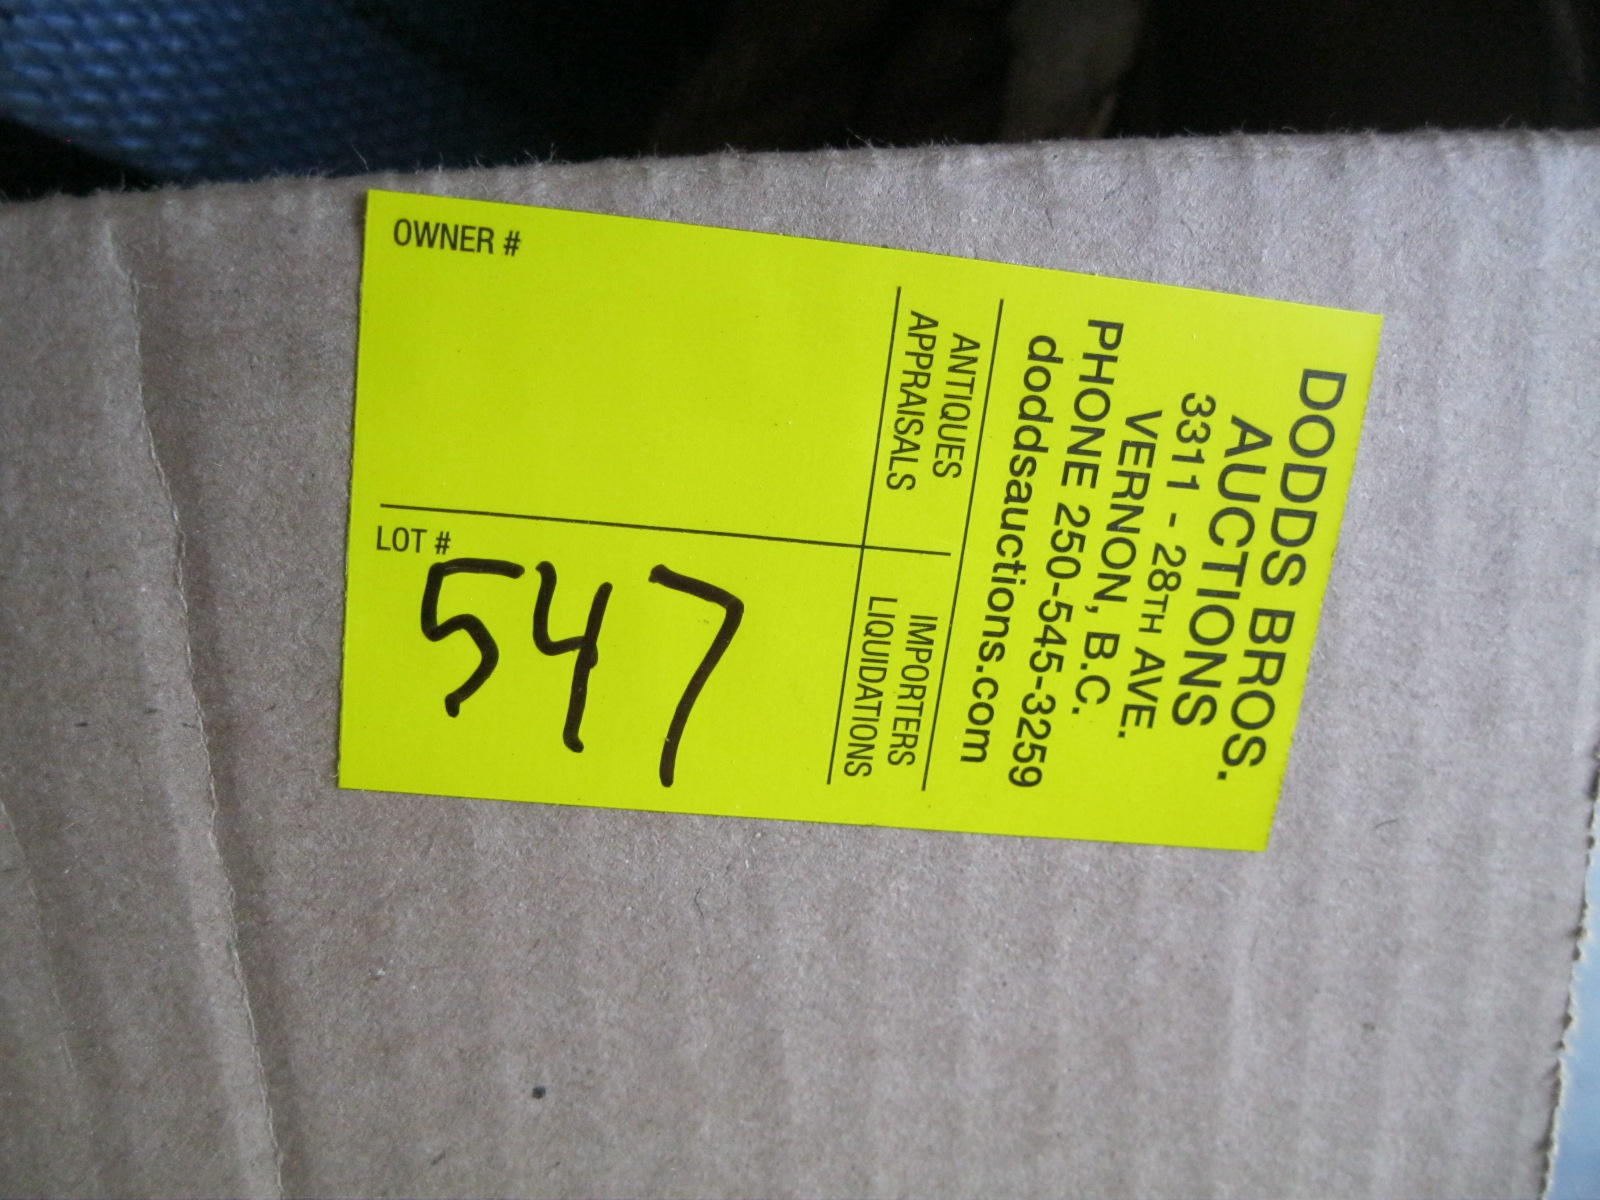 OWNER #
LOT #
547
DODDS BROS.
AUCTIONS
3311 - 28TH AVE.
VERNON, B.C.
PHONE 250-545-3259
doddsauctions.com
ANTIQUES
APPRAISALS
IMPORTERS
LIQUIDATIONS